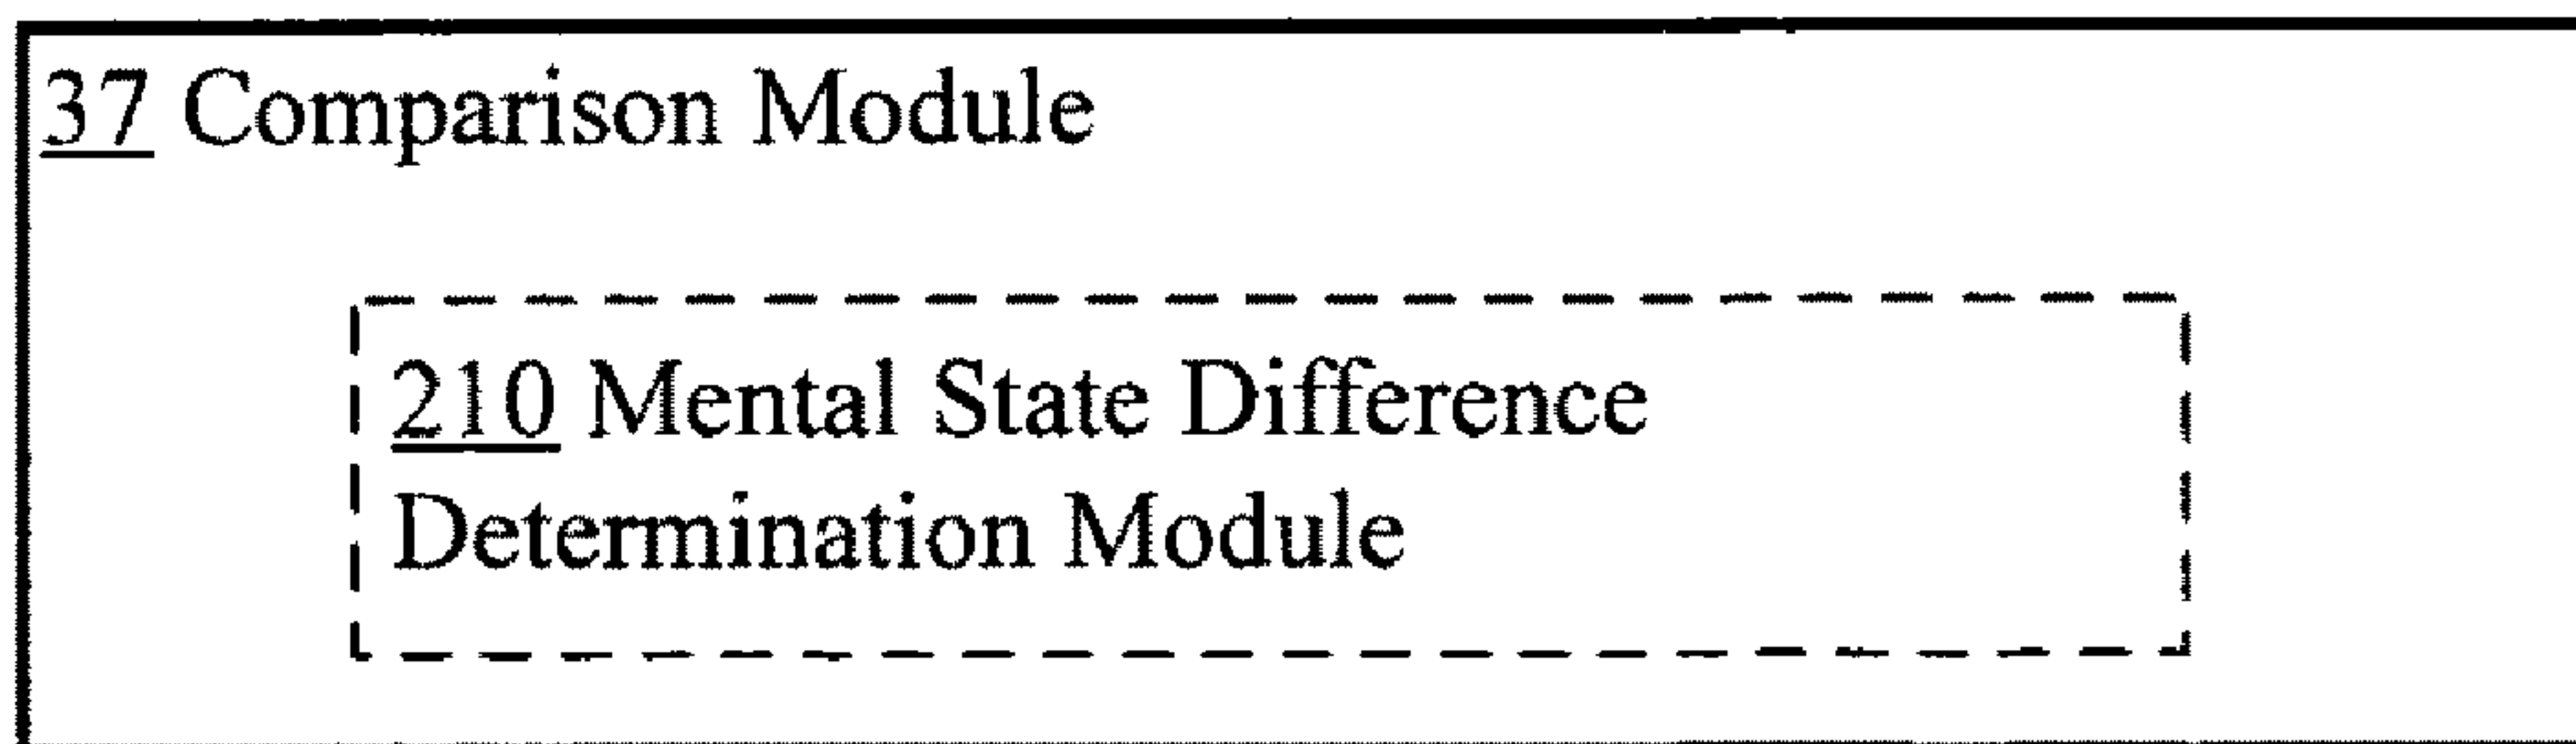 37 Comparison Module
210 Mental State Difference
Determination Module